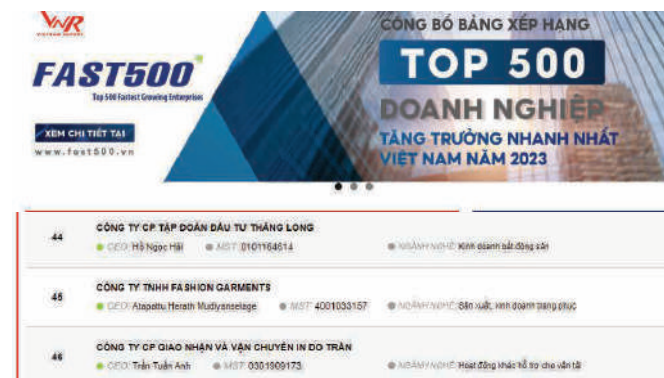 VNR
VIETNAM REPORT
FAST500
Top 500 Fastest Growing Enterprises
XEM CHI TIẾT TẠI
www.fast500.vn
CÔNG BỐ BẢNG XẾP HẠNG
TOP 500
DOANH NGHIỆP
TĂNG TRƯỞNG NHANH NHẤT
VIỆT NAM NĂM 2023
44
CÔNG TY CP TẬP ĐOÀN ĐẦU TƯ THĂNG LONG
CEO: Hồ Ngọc Hải MST: 0101164614 NGÀNH NGHỀ: Kinh doanh bất động sản
45
CÔNG TY TNHH FASHION GARMENTS
CEO: Atapattu Herath Mudiyanselage MST: 4001033157 NGÀNH NGHỀ: Sản xuất, kinh doanh trang phục
46
CÔNG TY CP GIAO NHẬN VÀ VẬN CHUYỂN IN DO TRẦN
CEO: Trần Tuấn Anh MST: 0301909173 NGÀNH NGHỀ: Hoạt động khác hỗ trợ cho vận tải